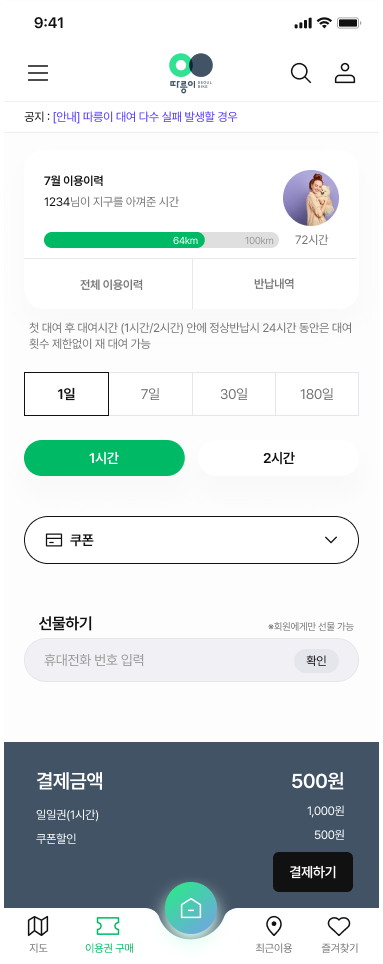 9:41
따릉이
SEOUL
BIKE
공지 : [안내] 따릉이 대여 다수 실패 발생할 경우
7월 이용이력
1234님이 지구를 아껴준 시간
64km
100km
72시간
전체 이용이력
반납내역
첫 대여 후 대여시간 (1시간/2시간) 안에 정상반납시 24시간 동안은 대여
횟수 제한없이 재 대여 가능
1일
7일
30일
180일
1시간
2시간
쿠폰
선물하기
※회원에게만 선물 가능
휴대전화 번호 입력
확인
결제금액
500원
일일권(1시간)
1,000원
쿠폰할인
500원
결제하기
지도
이용권 구매
최근이용
즐겨찾기